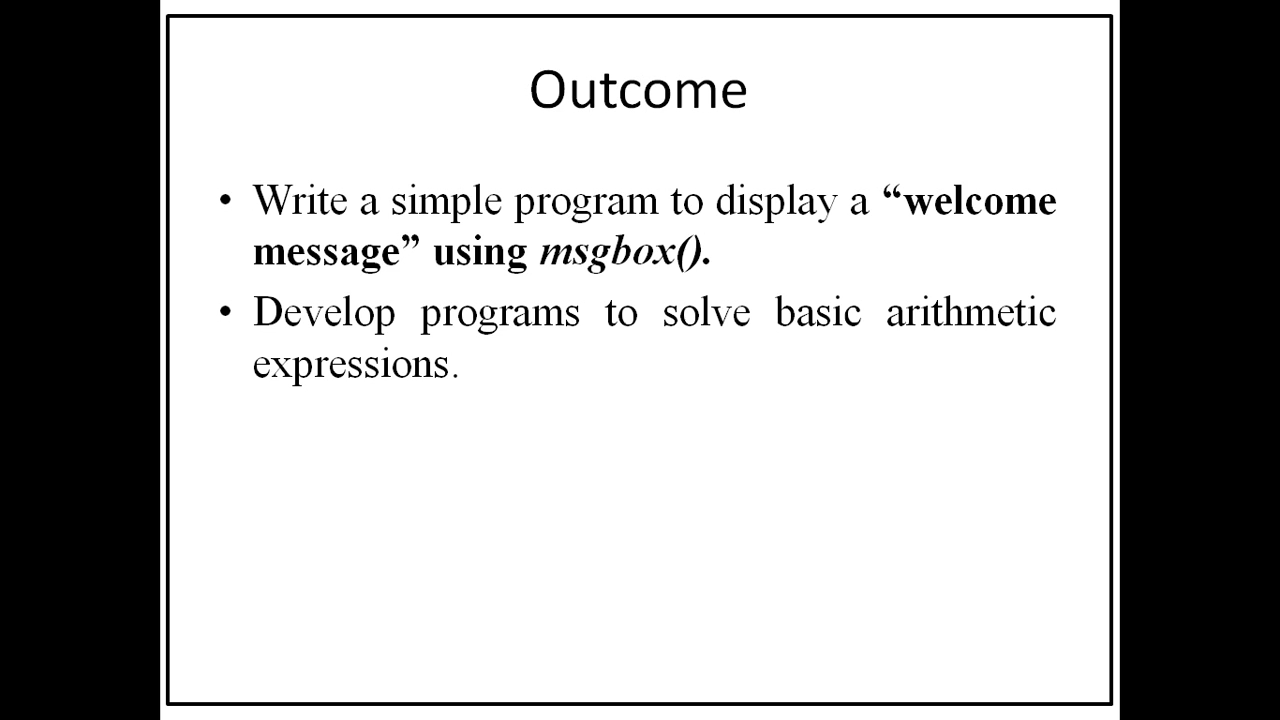 Outcome
• Write a simple program to display a “welcome
message” using msgbox().
• Develop programs to solve basic arithmetic
expressions.